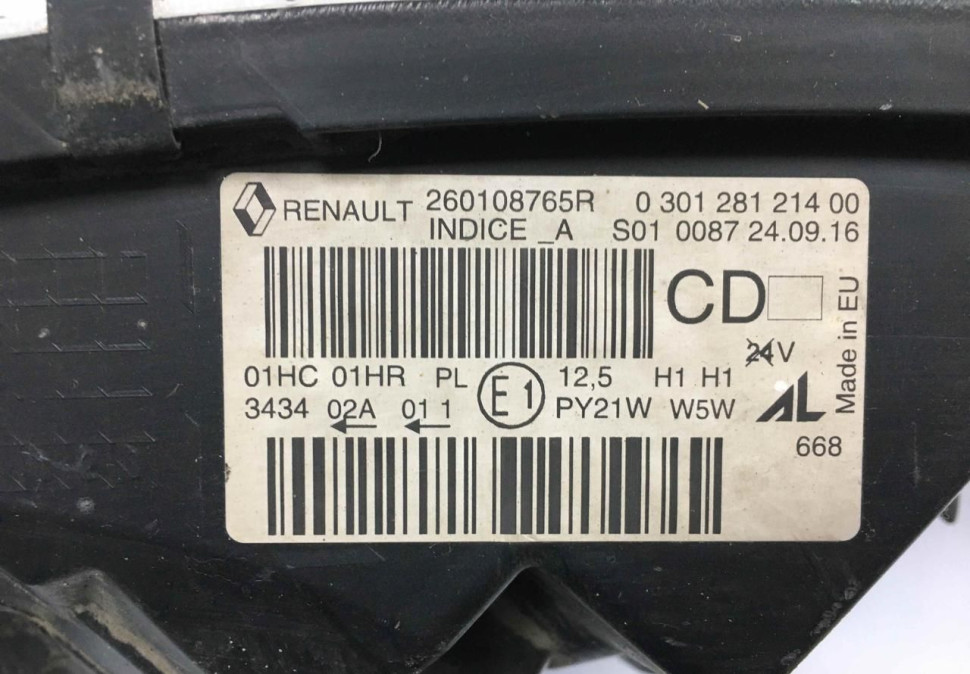 RENAULT 260108765R 0 301 281 214 00
INDICE _A S01 0087 24.09.16
CD
24V
01HC 01HR PL E1 12,5 H1 H1
3434 02A 01 1 PY21W W5W AL
668
Made in EU